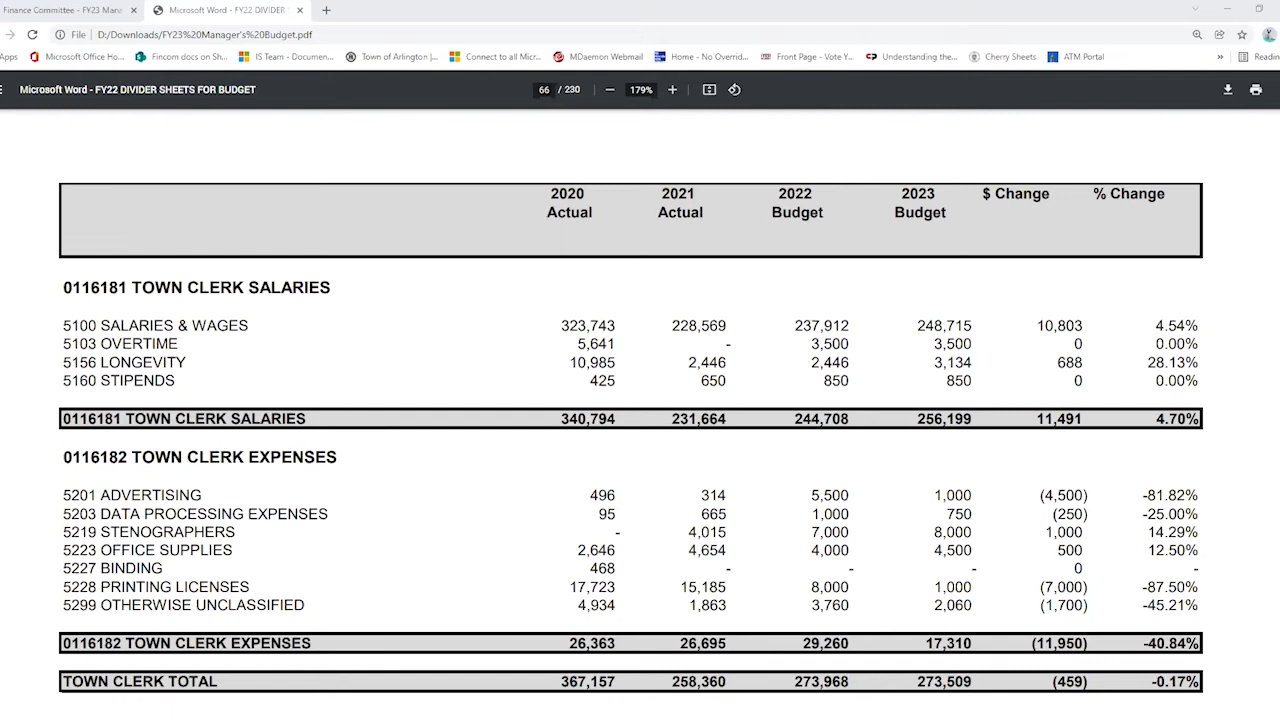 Finance Committee - FY23 Mana
Microsoft Word - FY22 DIVIDER
File D:/Downloads/FY23%20Manager's%20Budget.pdf
Apps Microsoft Office Ho... Fincom docs on Sh... IS Team - Documen... Town of Arlington |... Connect to all Micr... MDaemon Webmail Home - No Overrid... Front Page - Vote Y... Understanding the... Cherry Sheets ATM Portal » Readin
Microsoft Word - FY22 DIVIDER SHEETS FOR BUDGET 66 / 230 — 179% +
2020 2021 2022 2023 $ Change % Change
Actual Actual Budget Budget
0116181 TOWN CLERK SALARIES
5100 SALARIES & WAGES 323,743 228,569 237,912 248,715 10,803 4.54%
5103 OVERTIME 5,641 - 3,500 3,500 0 0.00%
5156 LONGEVITY 10,985 2,446 2,446 3,134 688 28.13%
5160 STIPENDS 425 650 850 850 0 0.00%
0116181 TOWN CLERK SALARIES 340,794 231,664 244,708 256,199 11,491 4.70%
0116182 TOWN CLERK EXPENSES
5201 ADVERTISING 496 314 5,500 1,000 (4,500) -81.82%
5203 DATA PROCESSING EXPENSES 95 665 1,000 750 (250) -25.00%
5219 STENOGRAPHERS - 4,015 7,000 8,000 1,000 14.29%
5223 OFFICE SUPPLIES 2,646 4,654 4,000 4,500 500 12.50%
5227 BINDING 468 - - - 0 -
5228 PRINTING LICENSES 17,723 15,185 8,000 1,000 (7,000) -87.50%
5299 OTHERWISE UNCLASSIFIED 4,934 1,863 3,760 2,060 (1,700) -45.21%
0116182 TOWN CLERK EXPENSES 26,363 26,695 29,260 17,310 (11,950) -40.84%
TOWN CLERK TOTAL 367,157 258,360 273,968 273,509 (459) -0.17%